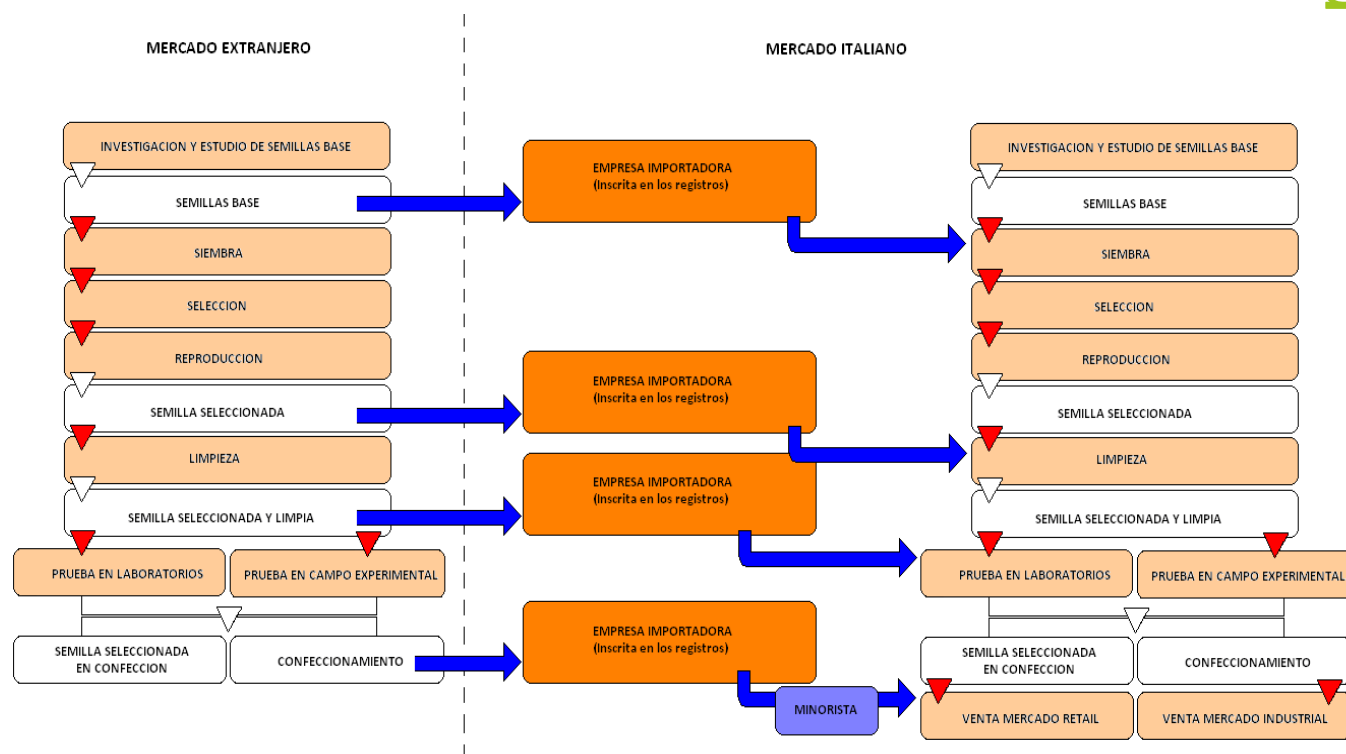 MERCADO EXTRANJERO
MERCADO ITALIANO
INVESTIGACION Y ESTUDIO DE SEMILLAS BASE
SEMILLAS BASE
SIEMBRA
SELECCION
REPRODUCCION
SEMILLA SELECCIONADA
LIMPIEZA
SEMILLA SELECCIONADA Y LIMPIA
PRUEBA EN LABORATORIOS
PRUEBA EN CAMPO EXPERIMENTAL
SEMILLA SELECCIONADA
EN CONFECCION
CONFECCIONAMIENTO
EMPRESA IMPORTADORA
(Inscrita en los registros)
EMPRESA IMPORTADORA
(Inscrita en los registros)
EMPRESA IMPORTADORA
(Inscrita en los registros)
EMPRESA IMPORTADORA
(Inscrita en los registros)
MINORISTA
INVESTIGACION Y ESTUDIO DE SEMILLAS BASE
SEMILLAS BASE
SIEMBRA
SELECCION
REPRODUCCION
SEMILLA SELECCIONADA
LIMPIEZA
SEMILLA SELECCIONADA Y LIMPIA
PRUEBA EN LABORATORIOS
PRUEBA EN CAMPO EXPERIMENTAL
SEMILLA SELECCIONADA
EN CONFECCION
CONFECCIONAMIENTO
VENTA MERCADO RETAIL
VENTA MERCADO INDUSTRIAL